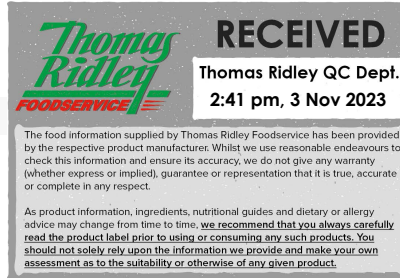 Thomas
Ridley
FOODSERVICE
RECEIVED
Thomas Ridley QC Dept.
2:41 pm, 3 Nov 2023
The food information supplied by Thomas Ridley Foodservice has been provided
by the respective product manufacturer. Whilst we use reasonable endeavours to
check this information and ensure its accuracy, we do not give any warranty
(whether express or implied), guarantee or representation that it is true, accurate
or complete in any respect.
As product information, ingredients, nutritional guides and dietary or allergy
advice may change from time to time, we recommend that you always carefully
read the product label prior to using or consuming any such products. You
should not solely rely upon the information we provide and make your own
assessment as to the suitability or otherwise of any given product.